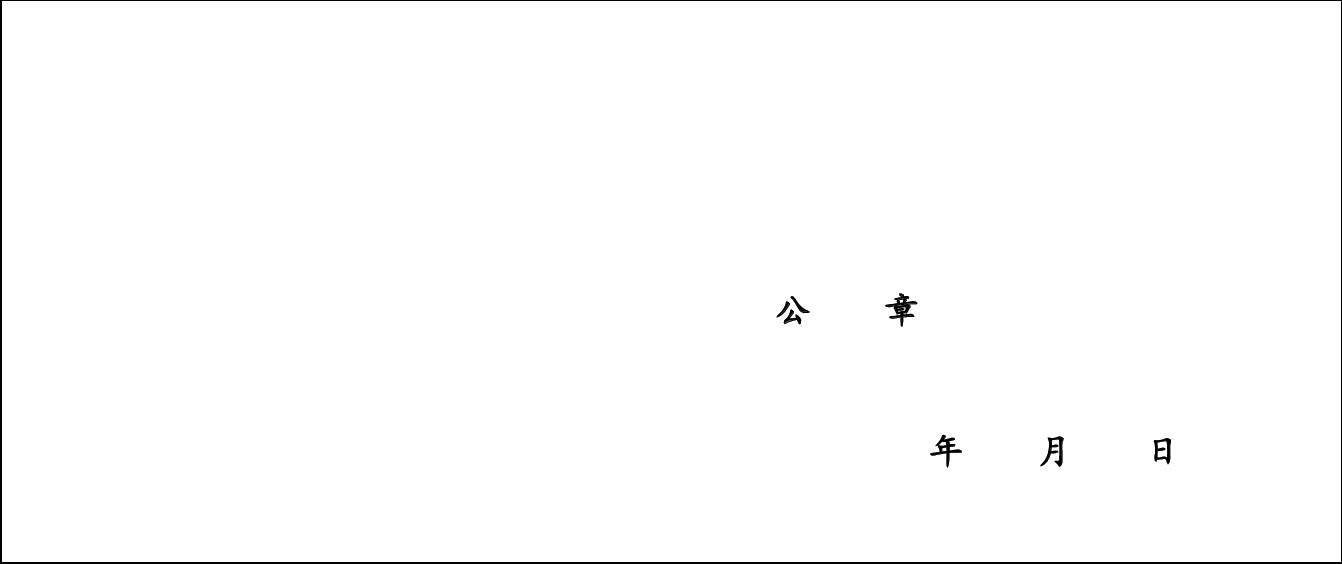 公 章
年 月 日